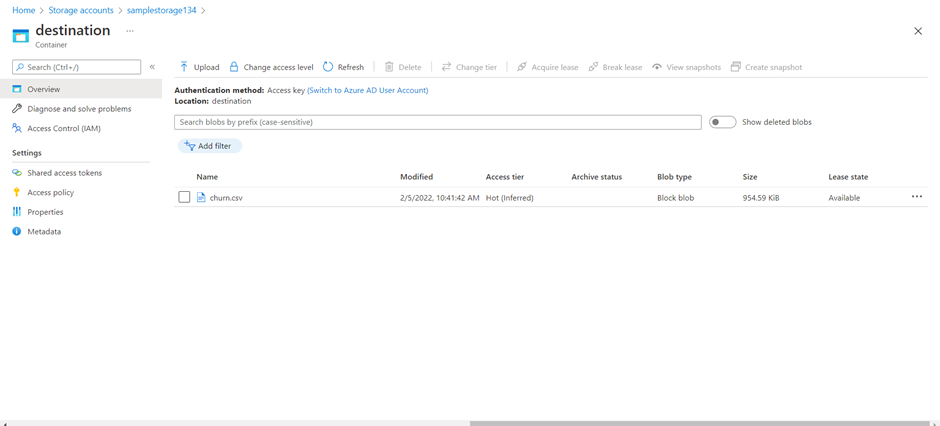 Home > Storage accounts > samplestorage134 >
destination ...
Container
Search (Ctrl+/) «
Overview
Diagnose and solve problems
Access Control (IAM)
Settings
Shared access tokens
Access policy
Properties
Metadata
Upload Change access level Refresh Delete Change tier Acquire lease Break lease View snapshots Create snapshot
Authentication method: Access key (Switch to Azure AD User Account)
Location: destination
Search blobs by prefix (case-sensitive) Show deleted blobs
Add filter
Name Modified Access tier Archive status Blob type Size Lease state
churn.csv 2/5/2022, 10:41:42 AM Hot (Inferred) Block blob 954.59 KiB Available ...